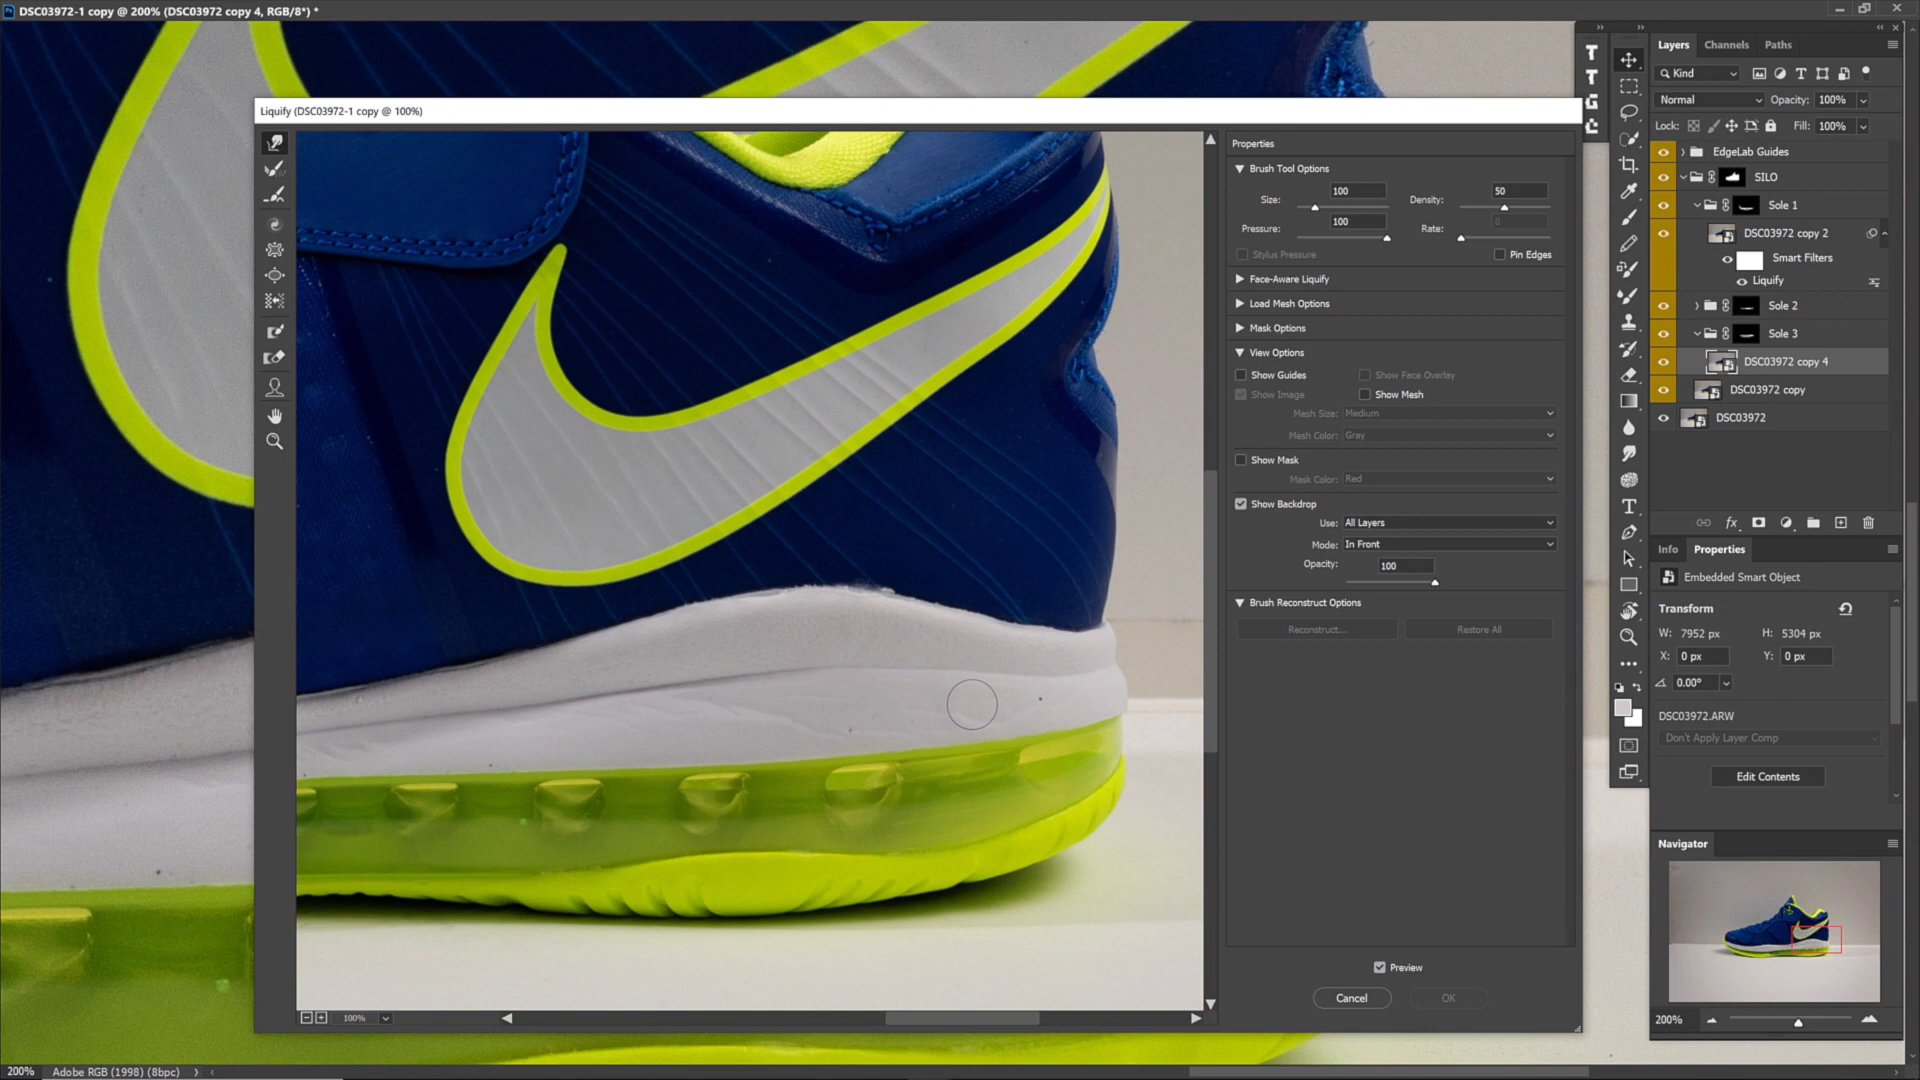 DSC03972-1 copy @ 200% (DSC03972 copy 4, RGB/8*) *
Liquify (DSC03972-1 copy @ 100%)
Properties
Brush Tool Options
Size: 100
Density: 50
Pressure: 100
Rate: 0
Stylus Pressure
Pin Edges
Face-Aware Liquify
Load Mesh Options
Mask Options
View Options
Show Guides
Show Face Overlay
Show Image
Show Mesh
Mesh Size: Medium
Mesh Color: Gray
Show Mask
Mask Color: Red
Show Backdrop
Use: All Layers
Mode: In Front
Opacity: 100
Brush Reconstruct Options
Reconstruct...
Restore All
Preview
Cancel
OK
100%
Layers
Channels
Paths
Kind
Normal
Opacity: 100%
Lock:
Fill: 100%
EdgeLab Guides
SILO
Sole 1
DSC03972 copy 2
Smart Filters
Liquify
Sole 2
Sole 3
DSC03972 copy 4
DSC03972 copy
DSC03972
fx
Info
Properties
Embedded Smart Object
Transform
W: 7952 px
H: 5304 px
X: 0 px
Y: 0 px
0.00°
DSC03972.ARW
Don't Apply Layer Comp
Edit Contents
Navigator
200%
200%
Adobe RGB (1998) (8bpc)